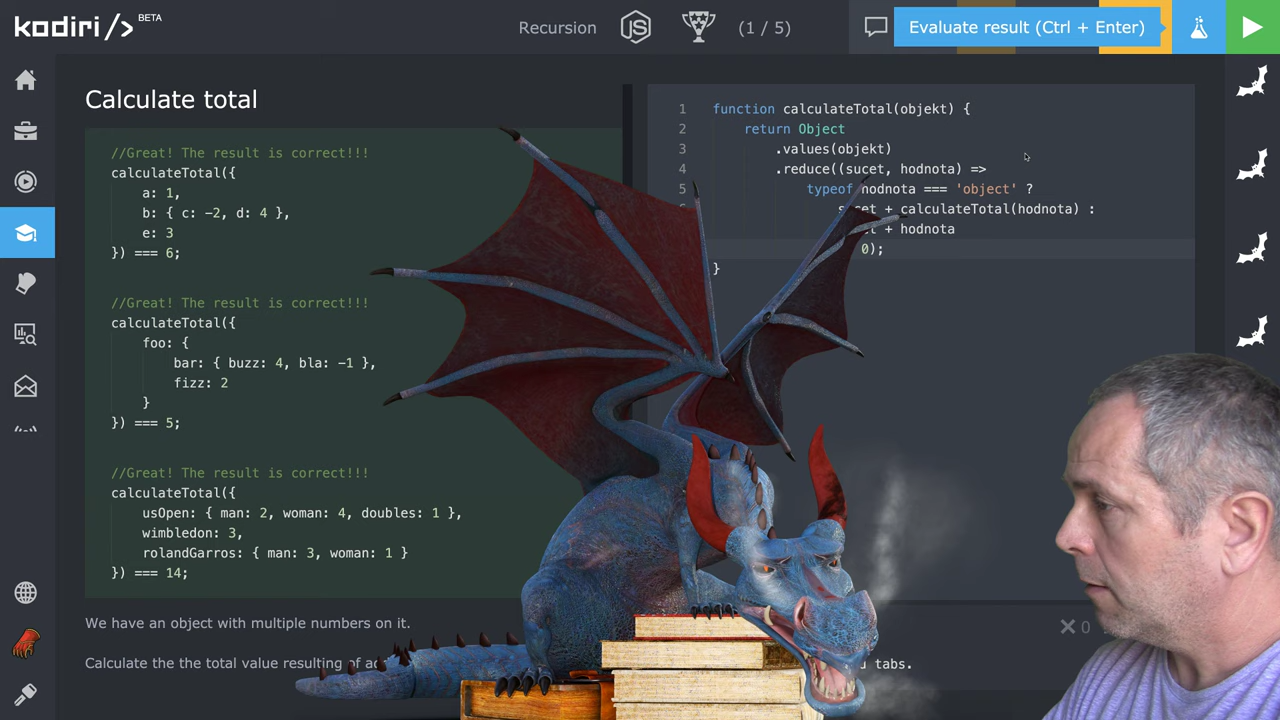 kodiri/>
BETA
Recursion
JS
(1 / 5)
Evaluate result (Ctrl + Enter)
Calculate total
//Great! The result is correct!!!
calculateTotal({
a: 1,
b: { c: -2, d: 4 },
e: 3
}) === 6;
//Great! The result is correct!!!
calculateTotal({
foo: {
bar: { buzz: 4, bla: -1 },
fizz: 2
}
}) === 5;
//Great! The result is correct!!!
calculateTotal({
usOpen: { man: 2, woman: 4, doubles: 1 },
wimbledon: 3,
rolandGarros: { man: 3, woman: 1 }
}) === 14;
We have an object with multiple numbers on it.
Calculate the the total value resulting of
tabs.
1 function calculateTotal(objekt) {
2 return Object
3 .values(objekt)
4 .reduce((sucet, hodnota) =>
5 typeof hodnota === 'object' ?
+ calculateTotal(hodnota) :
+ hodnota
0);
}
0